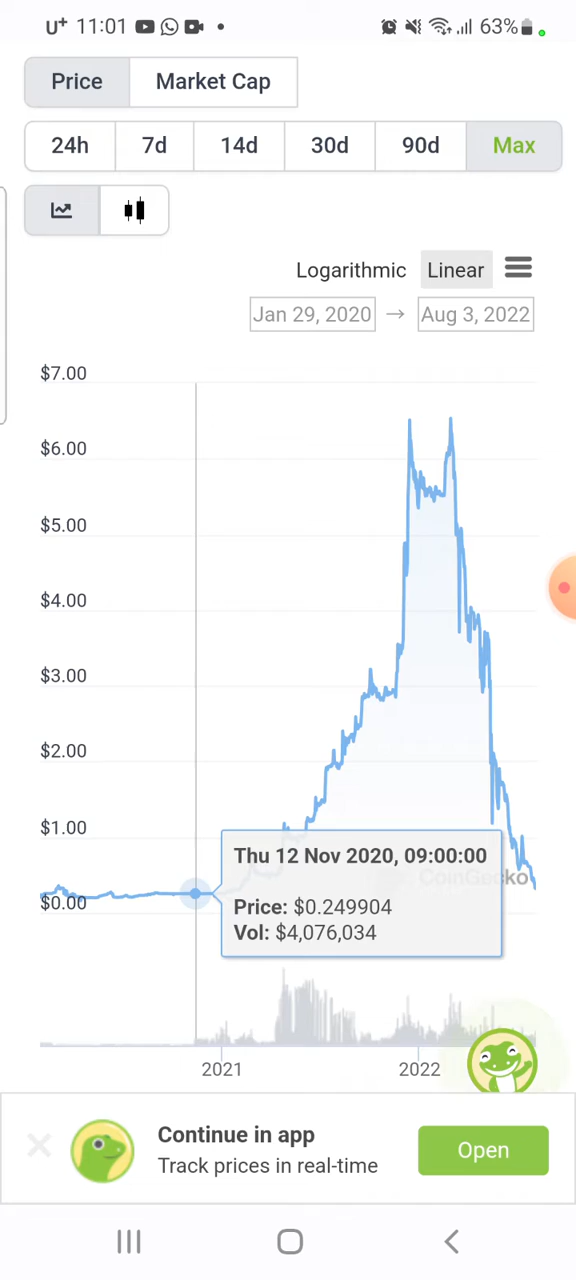 U+ 11:01 63%
Price Market Cap
24h 7d 14d 30d 90d Max
Logarithmic Linear
Jan 29, 2020 → Aug 3, 2022
$7.00
$6.00
$5.00
$4.00
$3.00
$2.00
$1.00
Thu 12 Nov 2020, 09:00:00
CoinGecko
$0.00
Price: $0.249904
Vol: $4,076,034
2021 2022
Continue in app
Track prices in real-time
Open